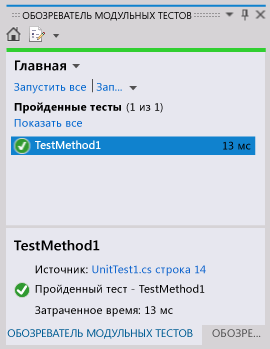 ОБОЗРЕВАТЕЛЬ МОДУЛЬНЫХ ТЕСТОВ
Главная
Запустить все | Зап...
Пройденные тесты (1 из 1)
Показать все
TestMethod1 13 мс
TestMethod1
Источник: UnitTest1.cs строка 14
Пройденный тест - TestMethod1
Затраченное время: 13 мс
ОБОЗРЕВАТЕЛЬ МОДУЛЬНЫХ ТЕСТОВ ОБОЗРЕ...